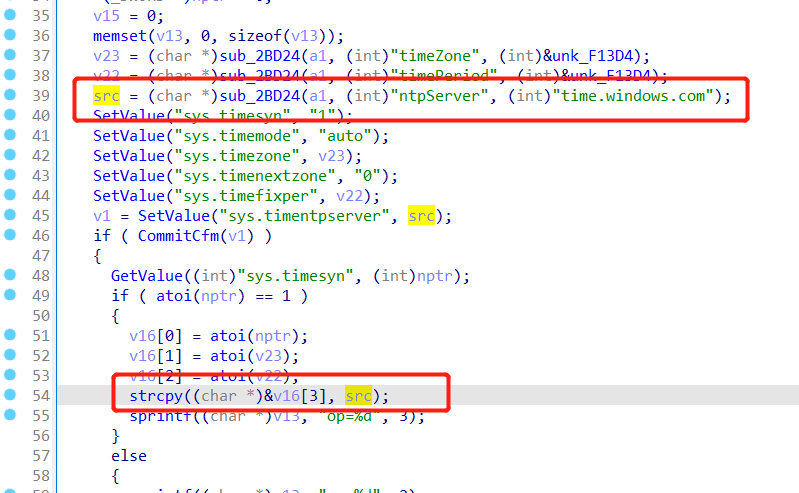 35 v15 = 0;
36 memset(v13, 0, sizeof(v13));
37 v23 = (char *)sub_2BD24(a1, (int)"timeZone", (int)&unk_F13D4);
38 v22 = (char *)sub_2BD24(a1, (int)"timePeriod", (int)&unk_F13D4);
39 src = (char *)sub_2BD24(a1, (int)"ntpServer", (int)"time.windows.com");
40 SetValue("sys.timesyn", "1");
41 SetValue("sys.timemode", "auto");
42 SetValue("sys.timezone", v23);
43 SetValue("sys.timenextzone", "0");
44 SetValue("sys.timefixper", v22);
45 v1 = SetValue("sys.timentpserver", src);
46 if ( CommitCfm(v1) )
47 {
48 GetValue((int)"sys.timesyn", (int)nptr);
49 if ( atoi(nptr) == 1 )
50 {
51 v16[0] = atoi(nptr);
52 v16[1] = atoi(v23);
53 v16[2] = atoi(v22);
54 strcpy((char *)&v16[3], src);
55 sprintf((char *)v13, "op=%d", 3);
56 }
57 else
58 {